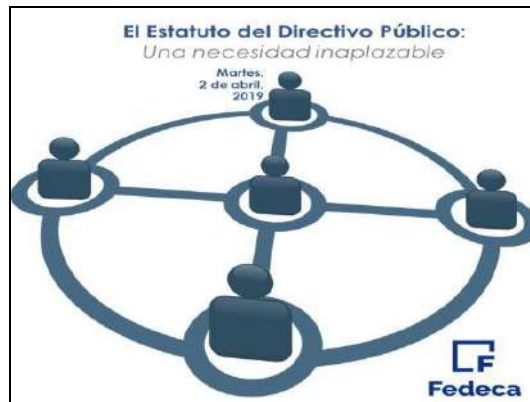 El Estatuto del Directivo Público:
Una necesidad inaplazable
Martes,
2 de abril,
2019
F
Fedeca